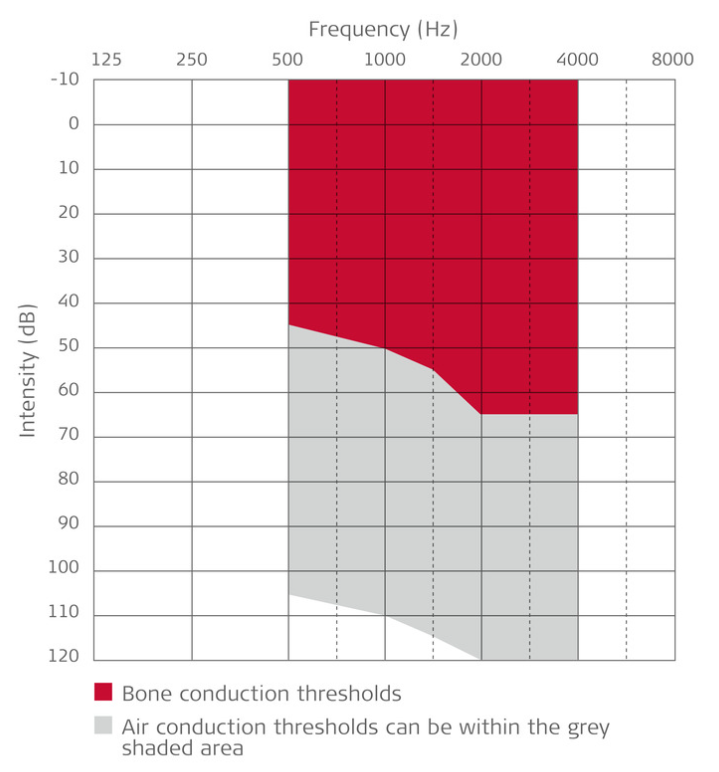 Frequency (Hz)
125 250 500 1000 2000 4000 8000
-10
0
10
20
30
40
50
60
70
80
90
100
110
120
Intensity (dB)
Bone conduction thresholds
Air conduction thresholds can be within the grey
shaded area